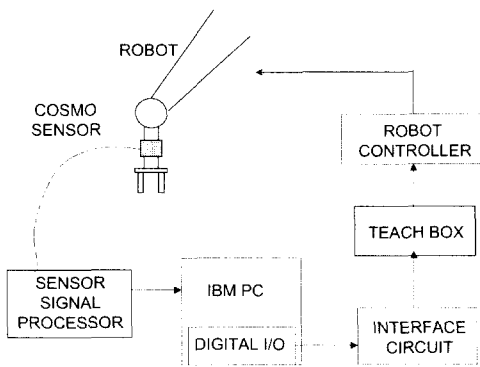 ROBOT
COSMO
SENSOR
ROBOT
CONTROLLER
TEACH BOX
SENSOR
SIGNAL
PROCESSOR
IBM PC
DIGITAL I/O
INTERFACE
CIRCUIT